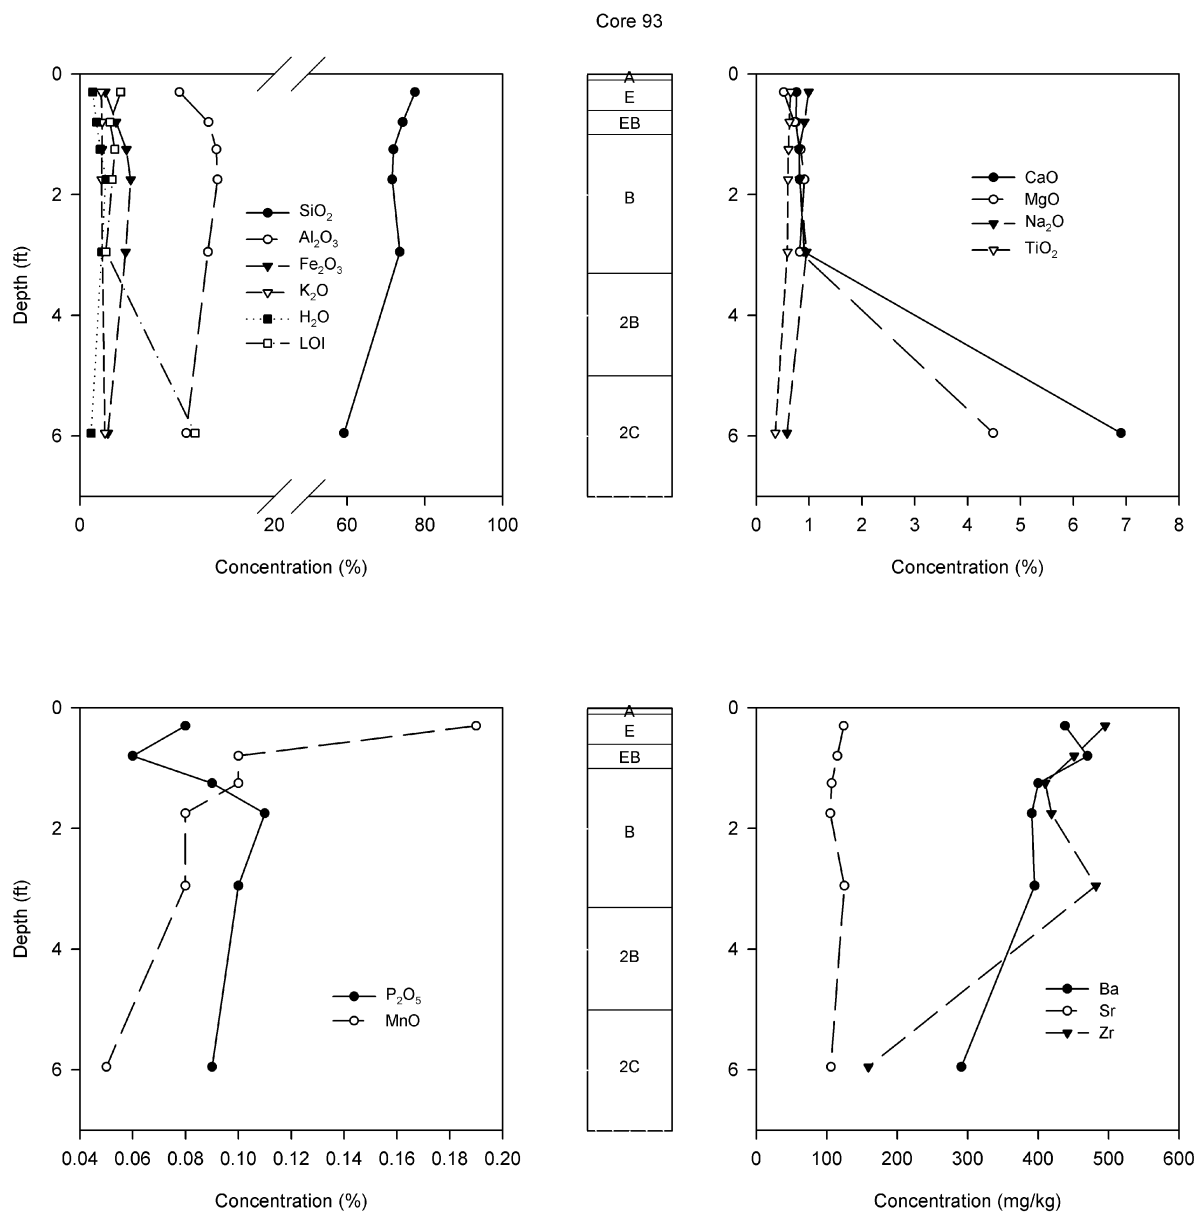 Core 93
0
2
4
6
Depth (ft)
SiO₂
Al₂O₃
Fe₂O₃
K₂O
H₂O
LOI
0 20 60 80 100
Concentration (%)
A
E
EB
B
2B
2C
0
2
4
6
CaO
MgO
Na₂O
TiO₂
0 1 2 3 4 5 6 7 8
Concentration (%)
0
2
4
6
Depth (ft)
P₂O₅
MnO
0.04 0.06 0.08 0.10 0.12 0.14 0.16 0.18 0.20
Concentration (%)
A
E
EB
B
2B
2C
0
2
4
6
Ba
Sr
Zr
0 100 200 300 400 500 600
Concentration (mg/kg)